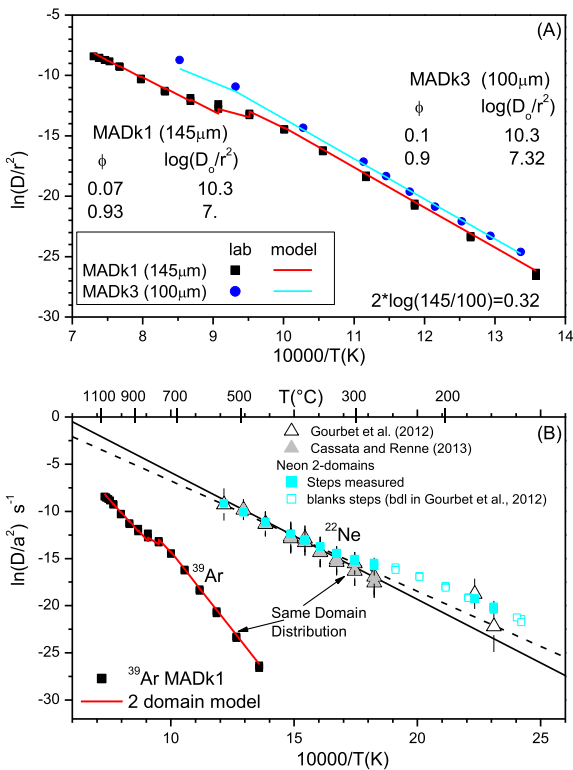 (A)
-5
-10
-15
-20
-25
-30
ln(D/r²)
MADk3 (100μm)
ϕ log(Dₒ/r²)
0.1 10.3
0.9 7.32
MADk1 (145μm)
ϕ log(Dₒ/r²)
0.07 10.3
0.93 7.
lab model
MADk1 (145μm)
MADk3 (100μm)
2*log(145/100)=0.32
7 8 9 10 11 12 13 14
10000/T(K)
T(°C)
1100 900 700 500 400 300 200
(B)
0
-5
-10
-15
-20
-25
-30
ln(D/a²) s⁻¹
Gourbet et al. (2012)
Cassata and Renne (2013)
Neon 2-domains
Steps measured
blanks steps (bdl in Gourbet et al., 2012)
²²Ne
³⁹Ar
Same Domain
Distribution
³⁹Ar MADk1
2 domain model
10 15 20 25
10000/T(K)